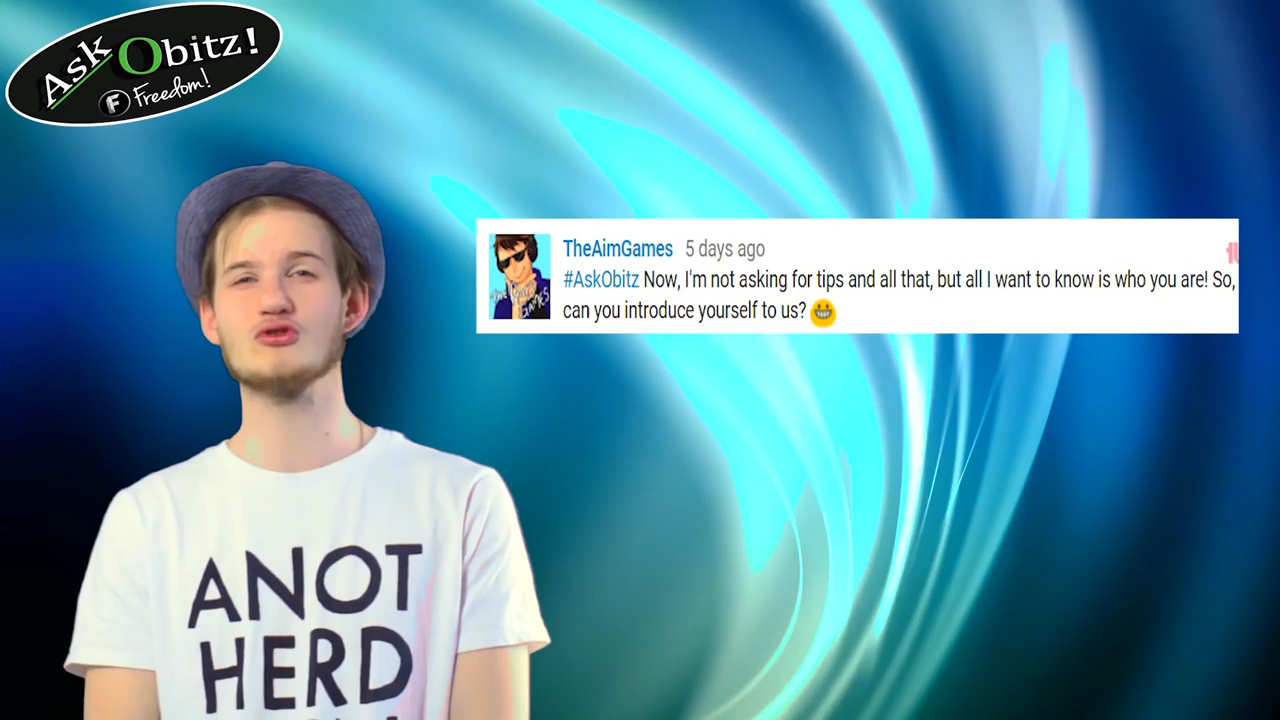 Ask Obitz!
F Freedom!
TheAimGames 5 days ago
#AskObitz Now, I'm not asking for tips and all that, but all I want to know is who you are! So,
can you introduce yourself to us? 😀
ANOT
HERD